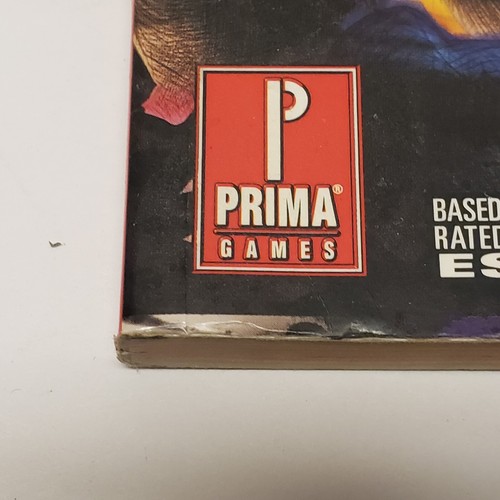 P
PRIMA®
GAMES
BASED
RATED
ES